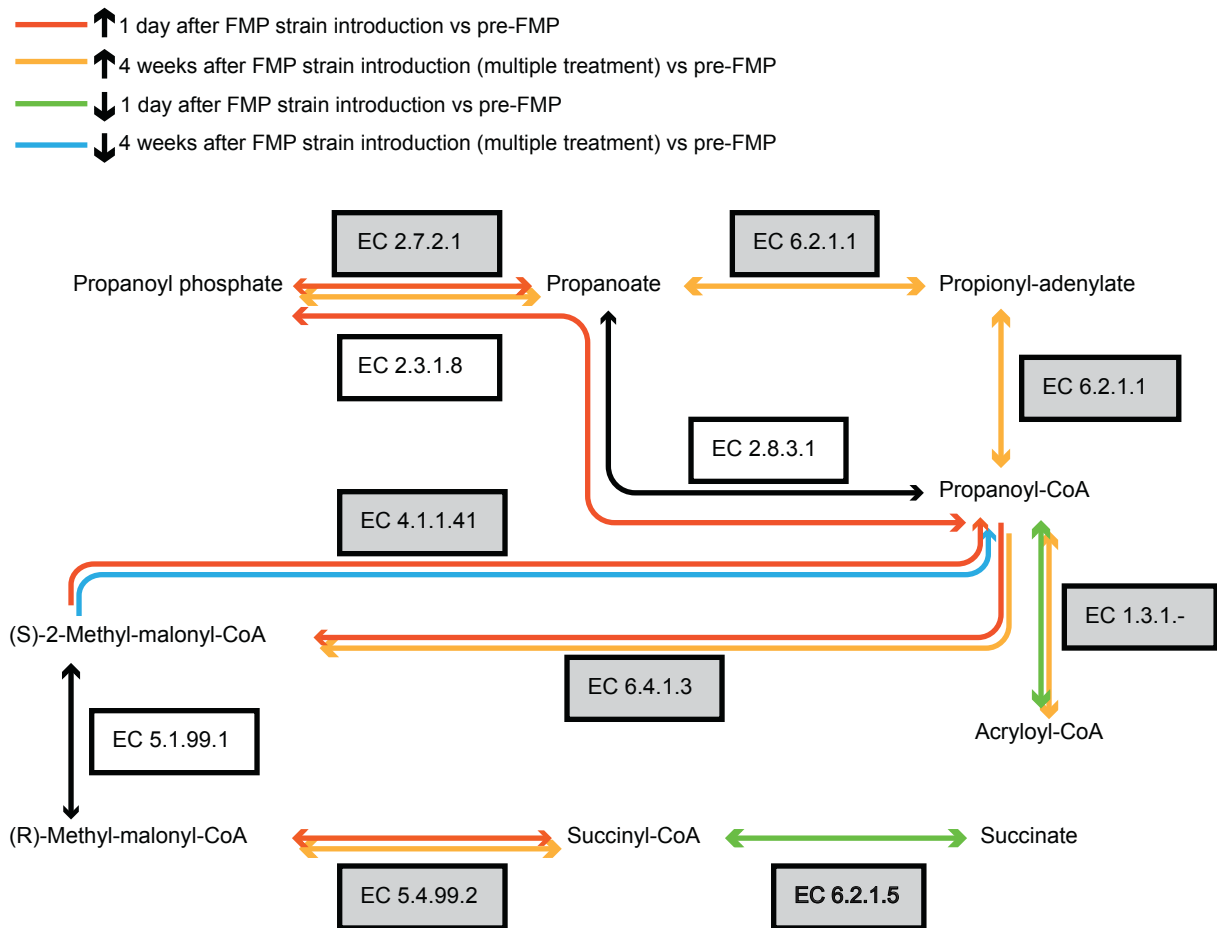 1 day after FMP strain introduction vs pre-FMP
4 weeks after FMP strain introduction (multiple treatment) vs pre-FMP
1 day after FMP strain introduction vs pre-FMP
4 weeks after FMP strain introduction (multiple treatment) vs pre-FMP
EC 2.7.2.1
EC 6.2.1.1
Propanoyl phosphate
Propanoate
Propionyl-adenylate
EC 2.3.1.8
EC 6.2.1.1
EC 2.8.3.1
Propanoyl-CoA
EC 4.1.1.41
EC 1.3.1.-
(S)-2-Methyl-malonyl-CoA
EC 6.4.1.3
Acryloyl-CoA
EC 5.1.99.1
(R)-Methyl-malonyl-CoA
Succinyl-CoA
Succinate
EC 5.4.99.2
EC 6.2.1.5